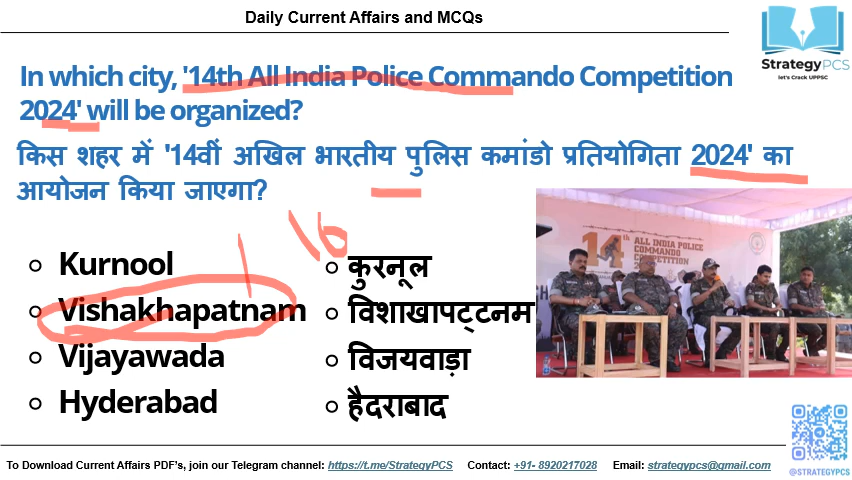 Daily Current Affairs and MCQs
StrategyPCS
let's Crack UPPSC
In which city, '14th All India Police Commando Competition
2024' will be organized?
किस शहर में '14वीं अखिल भारतीय पुलिस कमांडो प्रतियोगिता 2024' का
आयोजन किया जाएगा?
16
Kurnool
Vishakhapatnam
Vijayawada
Hyderabad
कुरनूल
विशाखापट्टनम
विजयवाड़ा
हैदराबाद
14th ALL INDIA POLICE
COMMANDO
COMPETITION
To Download Current Affairs PDF's, join our Telegram channel: https://t.me/StrategyPCS Contact: +91- 8920217028 Email: strategypcs@gmail.com
@STRATEGYPCS